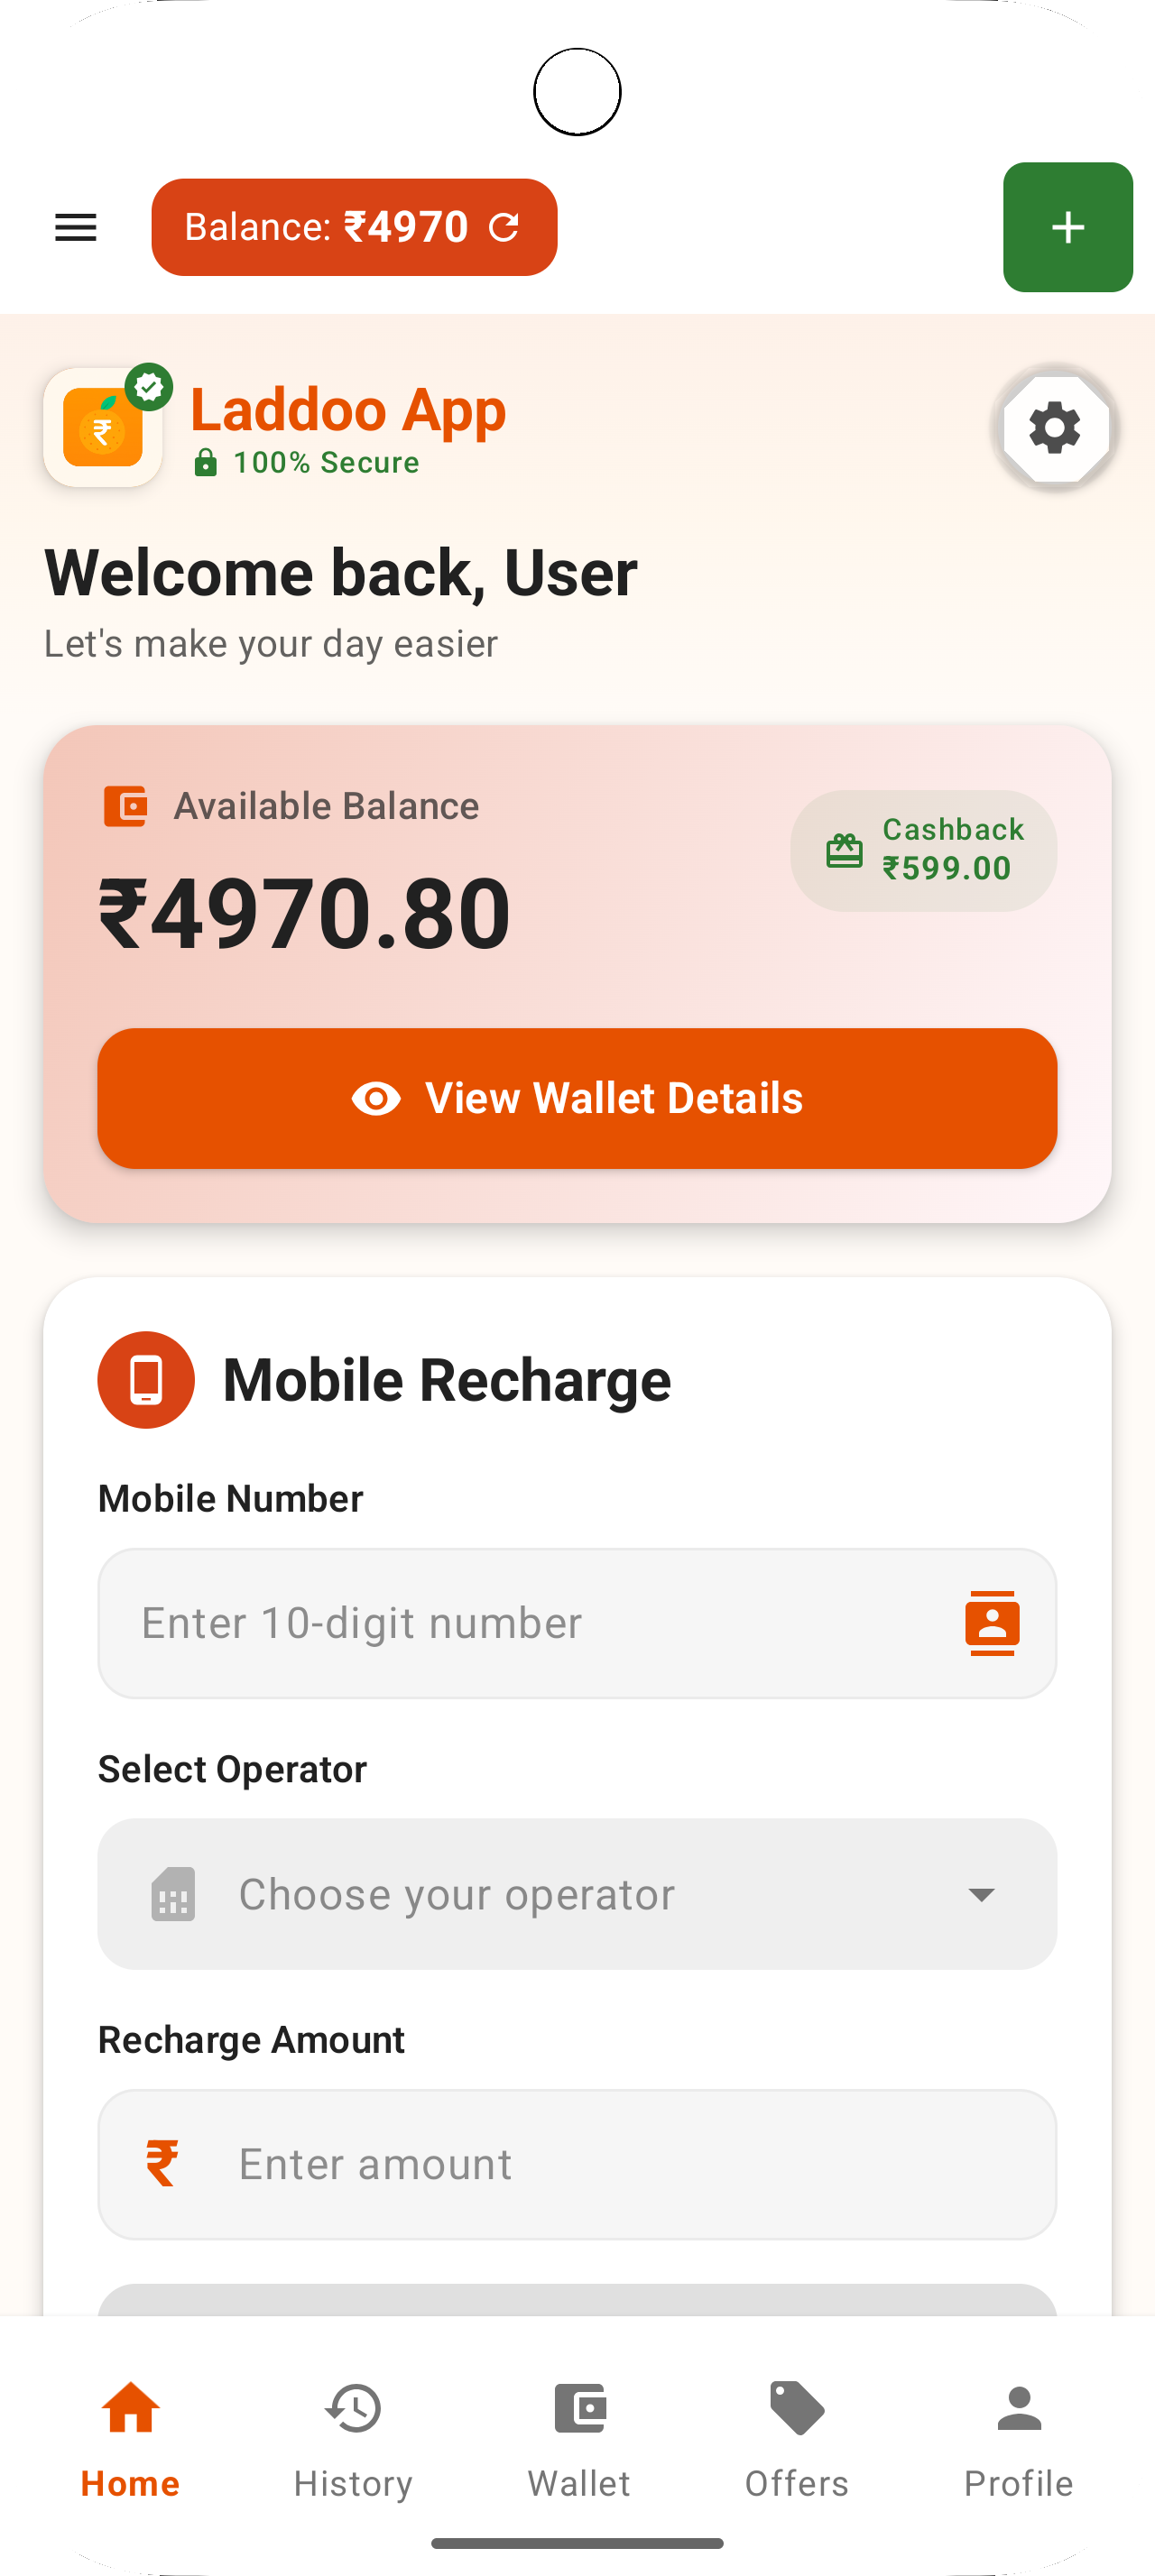 Balance: ₹4970
Laddoo App
100% Secure
Welcome back, User
Let's make your day easier
Available Balance
₹4970.80
Cashback
₹599.00
View Wallet Details
Mobile Recharge
Mobile Number
Enter 10-digit number
Select Operator
Choose your operator
Recharge Amount
₹ Enter amount
Home History Wallet Offers Profile